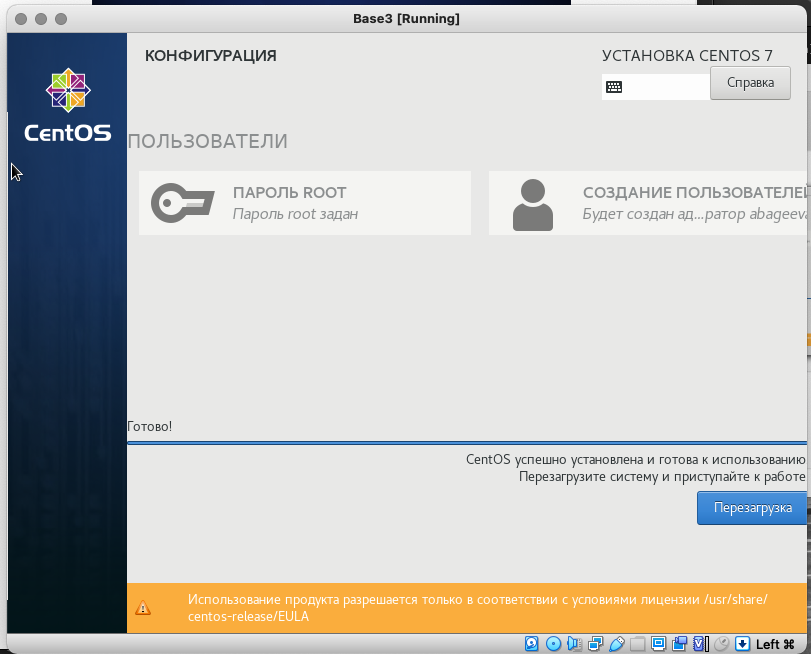 Base3 [Running]
КОНФИГУРАЦИЯ
УСТАНОВКА CENTOS 7
Справка
CentOS
ПОЛЬЗОВАТЕЛИ
ПАРОЛЬ ROOT
Пароль root задан
СОЗДАНИЕ ПОЛЬЗОВАТЕЛЕЙ
Будет создан ад...ратор abageeva
Готово!
CentOS успешно установлена и готова к использованию
Перезагрузите систему и приступайте к работе
Перезагрузка
Использование продукта разрешается только в соответствии с условиями лицензии /usr/share/
centos-release/EULA
Left ⌘